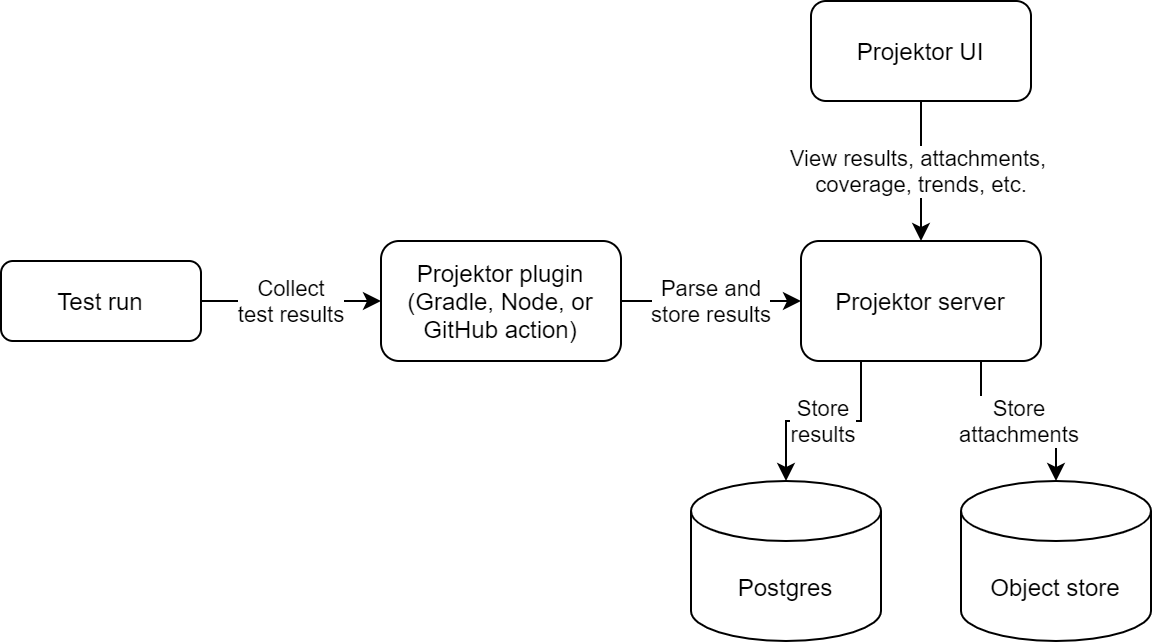 Projektor UI
View results, attachments,
coverage, trends, etc.
Test run
Collect
test results
Projektor plugin
(Gradle, Node, or
GitHub action)
Parse and
store results
Projektor server
Store
results
Store
attachments
Postgres
Object store